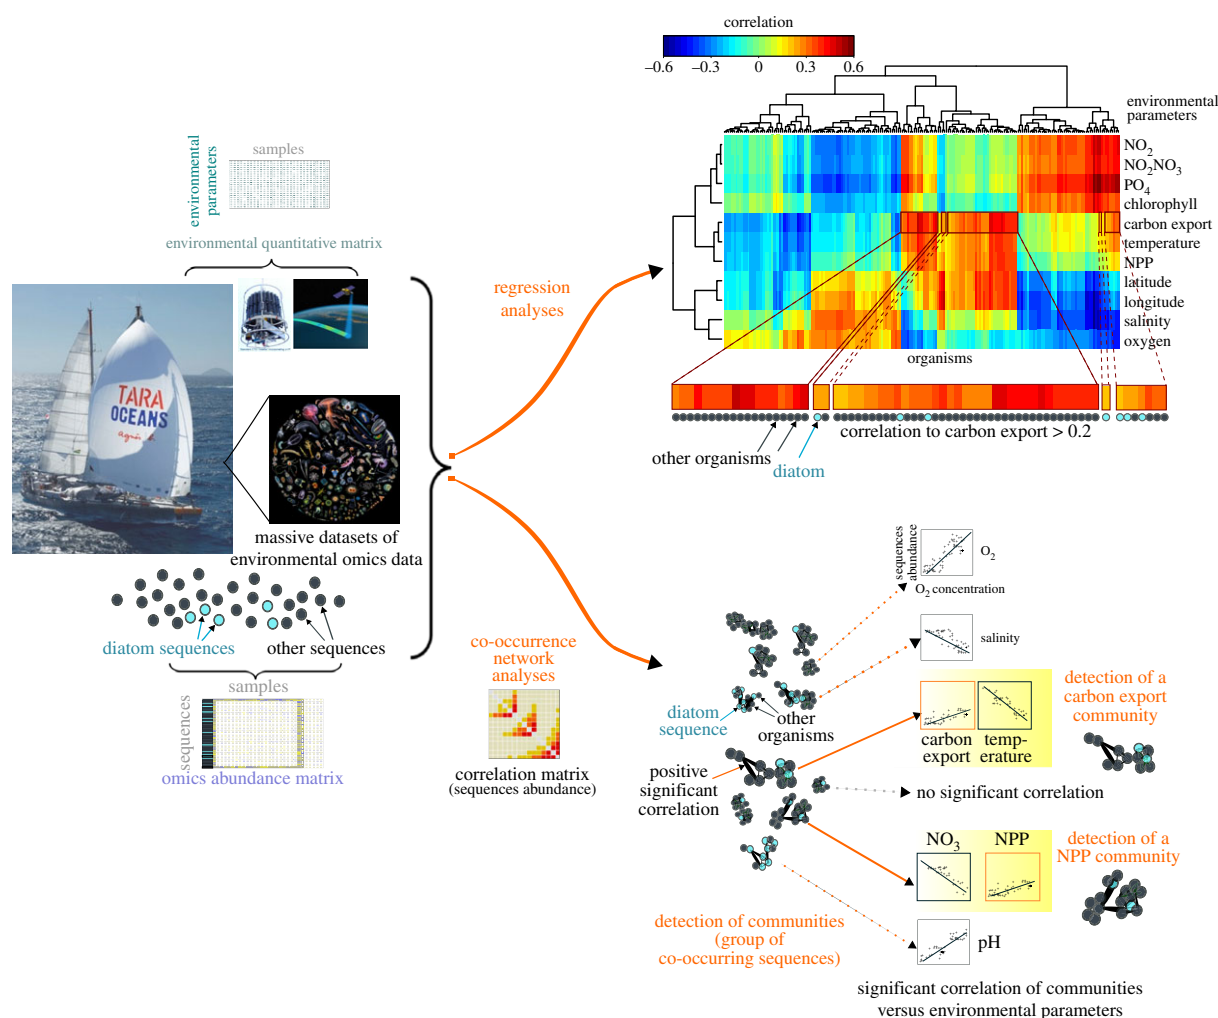 correlation
–0.6 –0.3 0 0.3 0.6
environmental
parameters
NO2
NO2NO3
PO4
chlorophyll
carbon export
temperature
NPP
latitude
longitude
salinity
oxygen
organisms
correlation to carbon export > 0.2
other organisms
diatom
environmental
parameters
samples
environmental quantitative matrix
TARA
OCEANS
agnès b.
massive datasets of
environmental omics data
diatom sequences
other sequences
samples
sequences
omics abundance matrix
regression
analyses
co-occurrence
network
analyses
correlation matrix
(sequences abundance)
sequences
abundance
O2
O2 concentration
salinity
diatom
sequence
other
organisms
positive
significant
correlation
carbon
export
temp-
erature
detection of a
carbon export
community
no significant correlation
NO3
NPP
detection of a
NPP community
detection of communities
(group of
co-occurring sequences)
pH
significant correlation of communities
versus environmental parameters